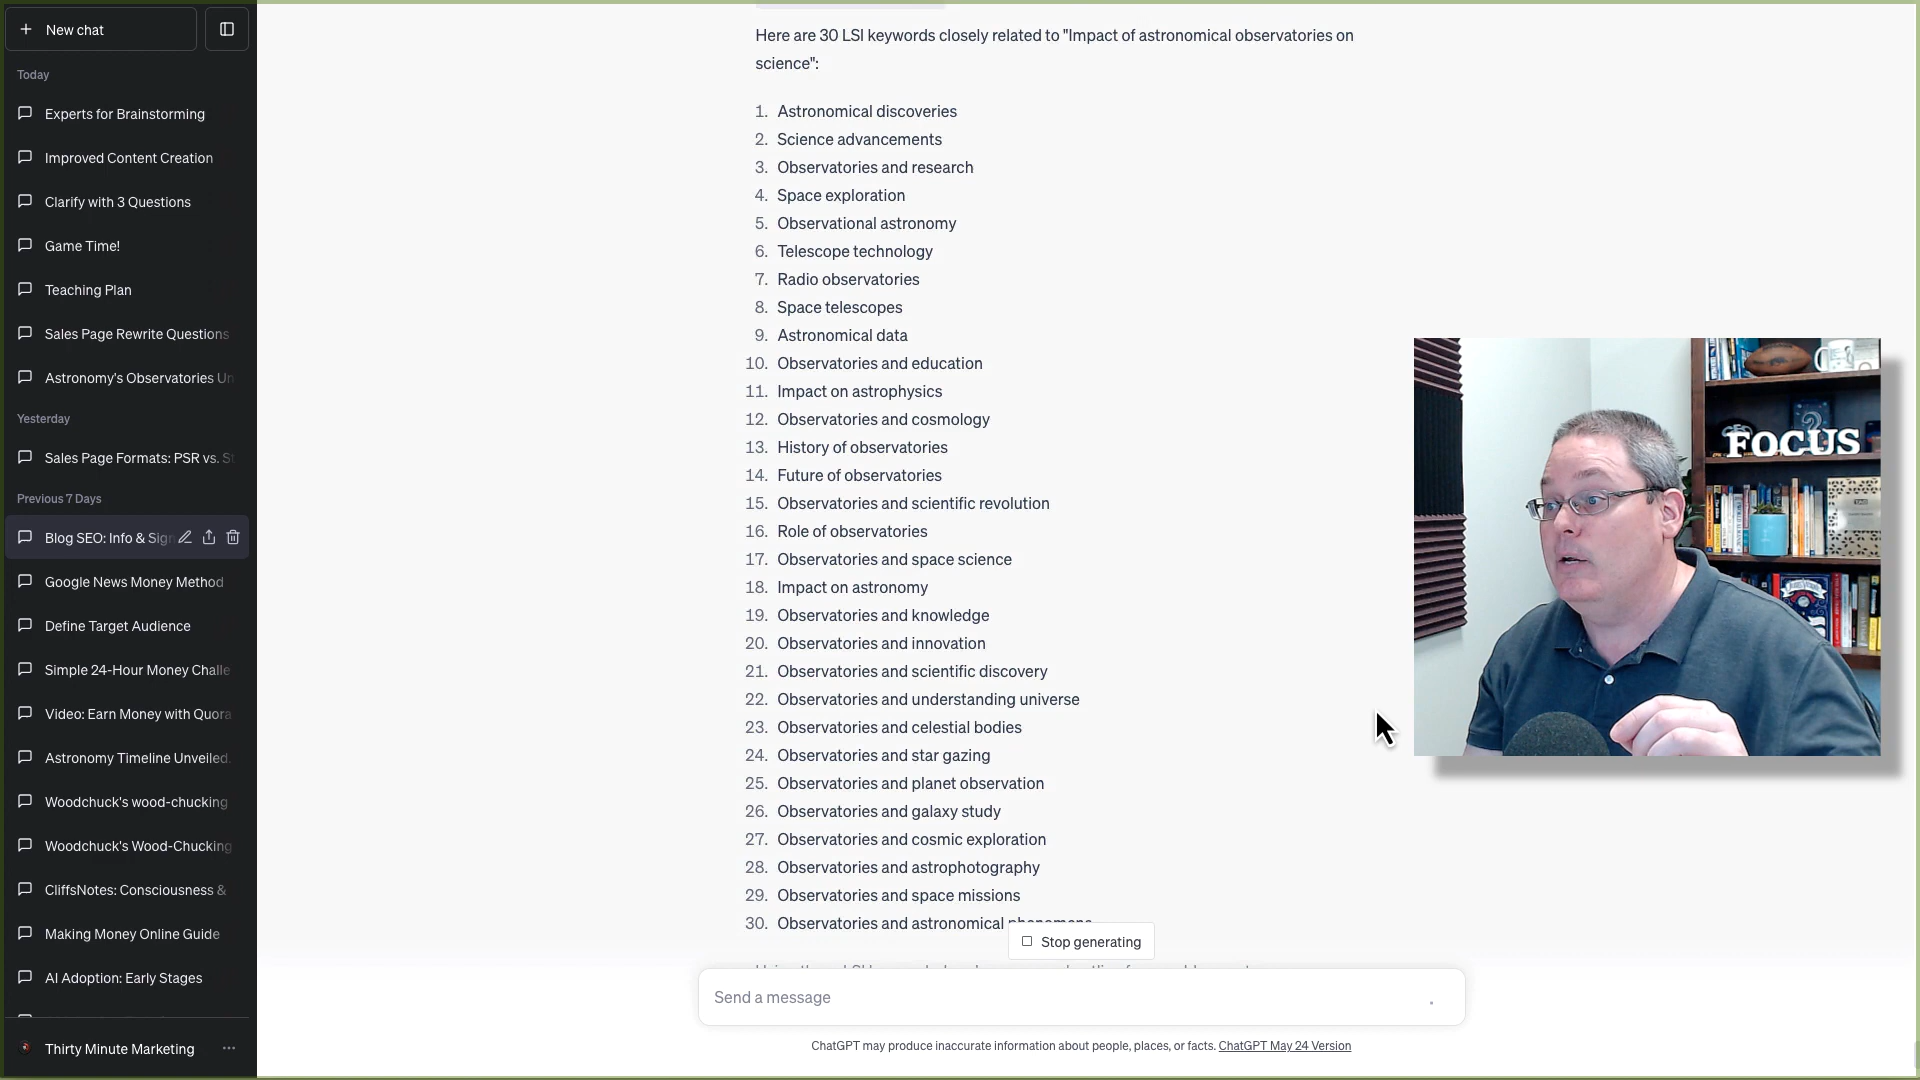 New chat
Today
Experts for Brainstorming
Improved Content Creation
Clarify with 3 Questions
Game Time!
Teaching Plan
Sales Page Rewrite Questions
Astronomy's Observatories Un
Yesterday
Sales Page Formats: PSR vs. St
Previous 7 Days
Blog SEO: Info & Sign
Google News Money Method
Define Target Audience
Simple 24-Hour Money Challe
Video: Earn Money with Quora
Astronomy Timeline Unveiled.
Woodchuck's wood-chucking
Woodchuck's Wood-Chucking
CliffsNotes: Consciousness &
Making Money Online Guide
AI Adoption: Early Stages
Thirty Minute Marketing
Here are 30 LSI keywords closely related to "Impact of astronomical observatories on
science":
1. Astronomical discoveries
2. Science advancements
3. Observatories and research
4. Space exploration
5. Observational astronomy
6. Telescope technology
7. Radio observatories
8. Space telescopes
9. Astronomical data
10. Observatories and education
11. Impact on astrophysics
12. Observatories and cosmology
13. History of observatories
14. Future of observatories
15. Observatories and scientific revolution
16. Role of observatories
17. Observatories and space science
18. Impact on astronomy
19. Observatories and knowledge
20. Observatories and innovation
21. Observatories and scientific discovery
22. Observatories and understanding universe
23. Observatories and celestial bodies
24. Observatories and star gazing
25. Observatories and planet observation
26. Observatories and galaxy study
27. Observatories and cosmic exploration
28. Observatories and astrophotography
29. Observatories and space missions
30. Observatories and astronomical phenomena
Stop generating
Send a message
ChatGPT may produce inaccurate information about people, places, or facts. ChatGPT May 24 Version
FOCUS